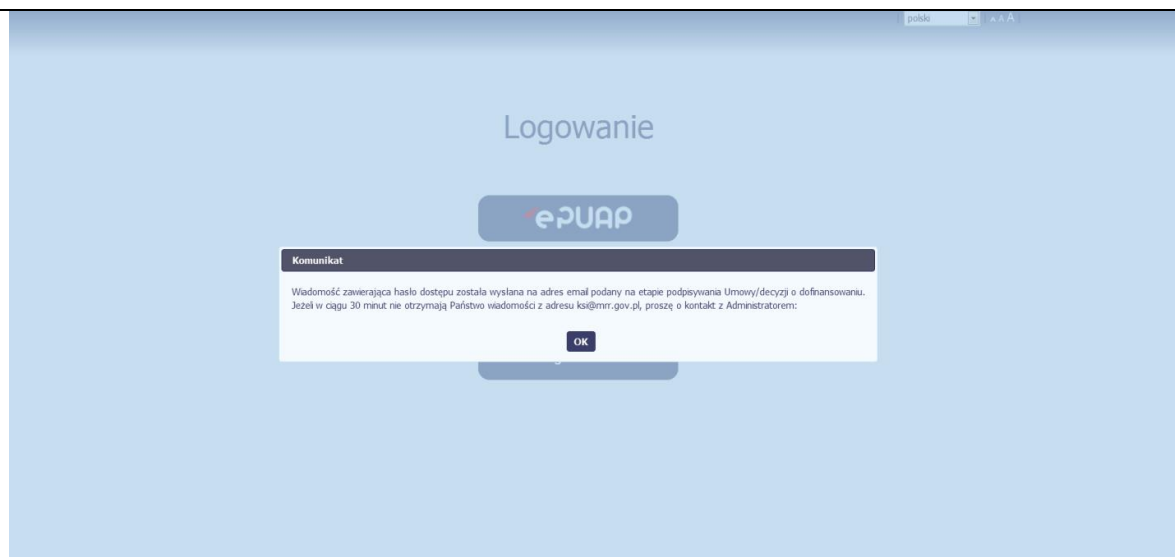 polski A A A
Logowanie
ePUAP
Komunikat
Wiadomość zawierająca hasło dostępu została wysłana na adres email podany na etapie podpisywania Umowy/decyzji o dofinansowaniu.
Jeżeli w ciągu 30 minut nie otrzymają Państwo wiadomości z adresu ksi@mrr.gov.pl, proszę o kontakt z Administratorem:
OK